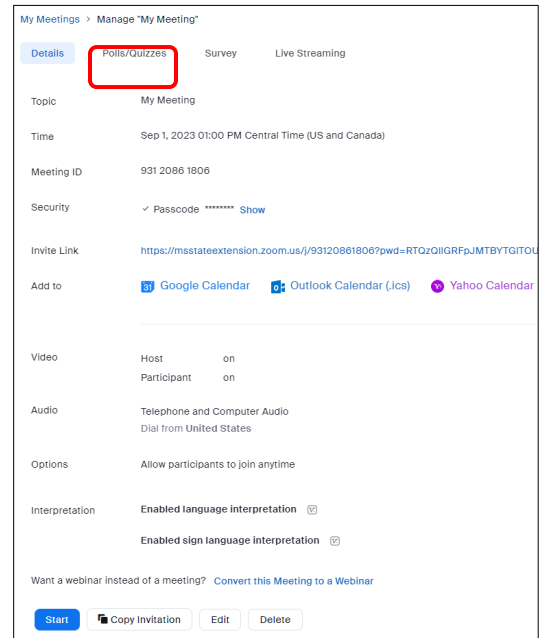 My Meetings > Manage "My Meeting"
Details Polls/Quizzes Survey Live Streaming
Topic My Meeting
Time Sep 1, 2023 01:00 PM Central Time (US and Canada)
Meeting ID 931 2086 1806
Security ✓ Passcode ******** Show
Invite Link https://msstateextension.zoom.us/j/93120861806?pwd=RTQzQllGRFpJMTBYTGlTOU
Add to 31 Google Calendar Outlook Calendar (.ics) Yahoo Calendar
Video Host on
Participant on
Audio Telephone and Computer Audio
Dial from United States
Options Allow participants to join anytime
Interpretation Enabled language interpretation
Enabled sign language interpretation
Want a webinar instead of a meeting? Convert this Meeting to a Webinar
Start Copy Invitation Edit Delete